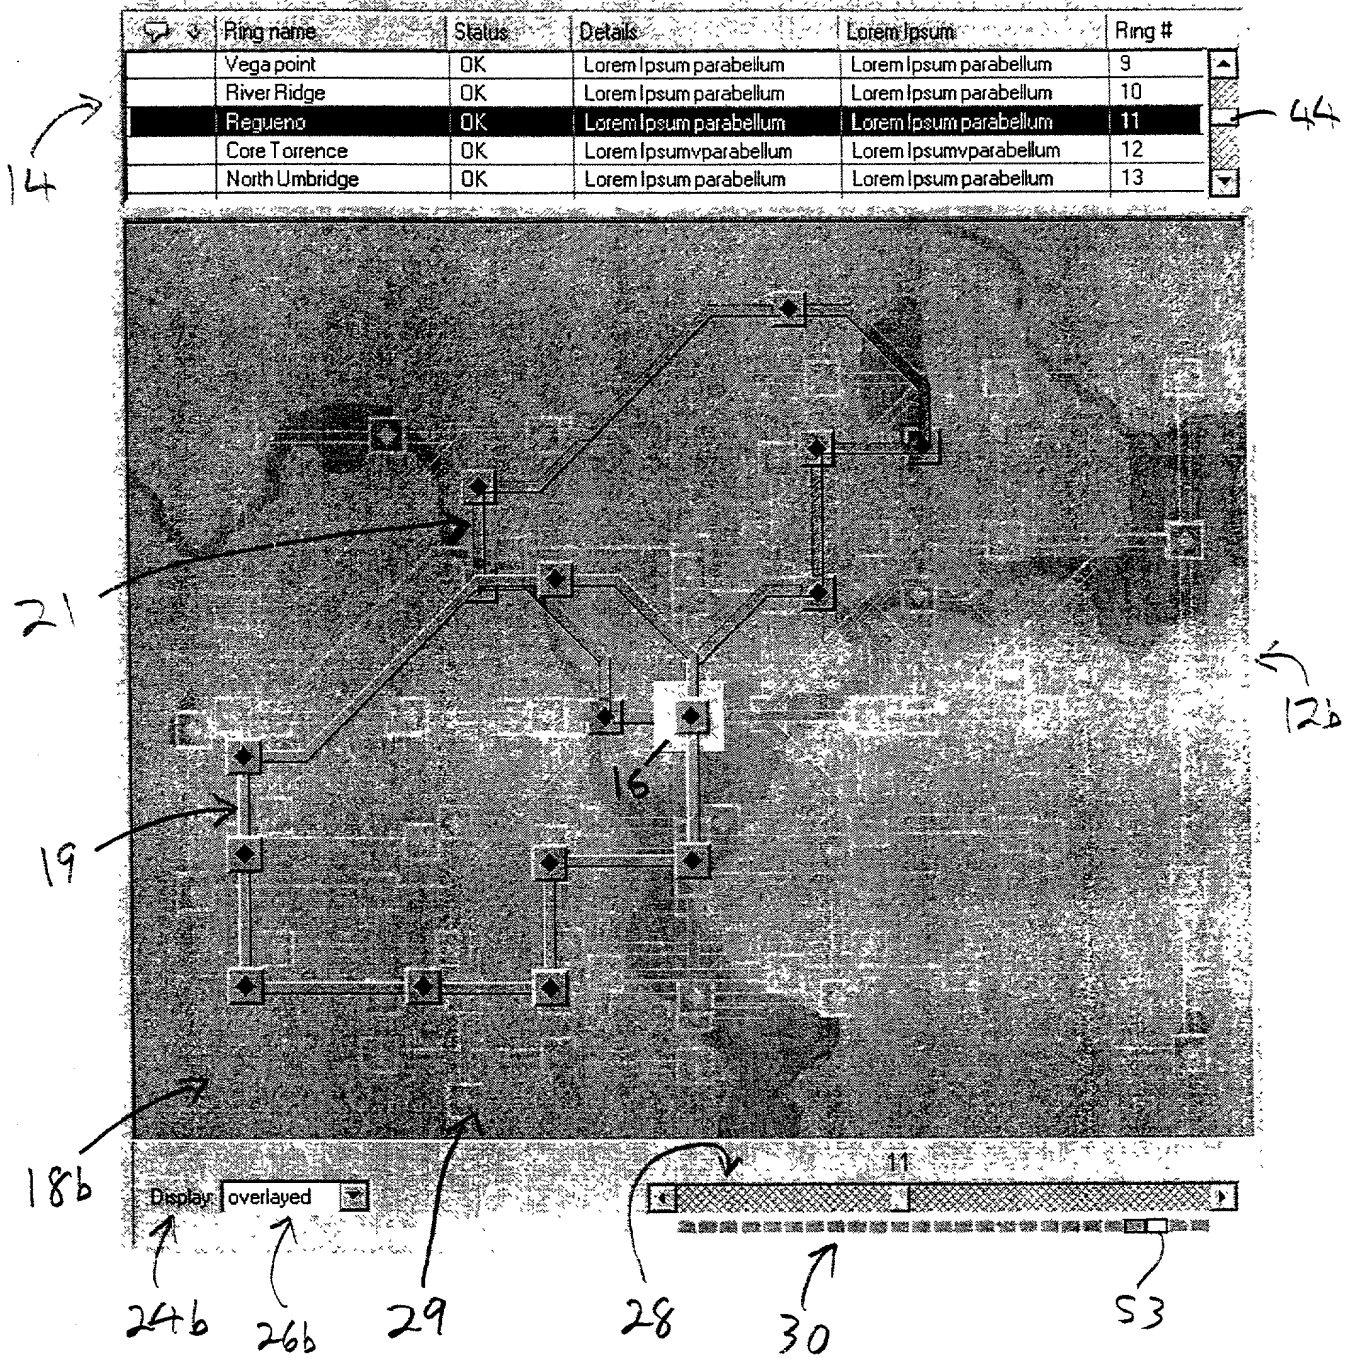 Ring name Status Details Lorem Ipsum Ring #
Vega point OK Lorem Ipsum parabellum Lorem Ipsum parabellum 9
River Ridge OK Lorem Ipsum parabellum Lorem Ipsum parabellum 10
Regueno OK Lorem Ipsum parabellum Lorem Ipsum parabellum 11
Core Torrence OK Lorem Ipsumvparabellum Lorem Ipsumvparabellum 12
North Umbridge OK Lorem Ipsum parabellum Lorem Ipsum parabellum 13
44
14
21
12b
16
19
18b
11
Display: overlayed
24b
26b
29
28
30
53